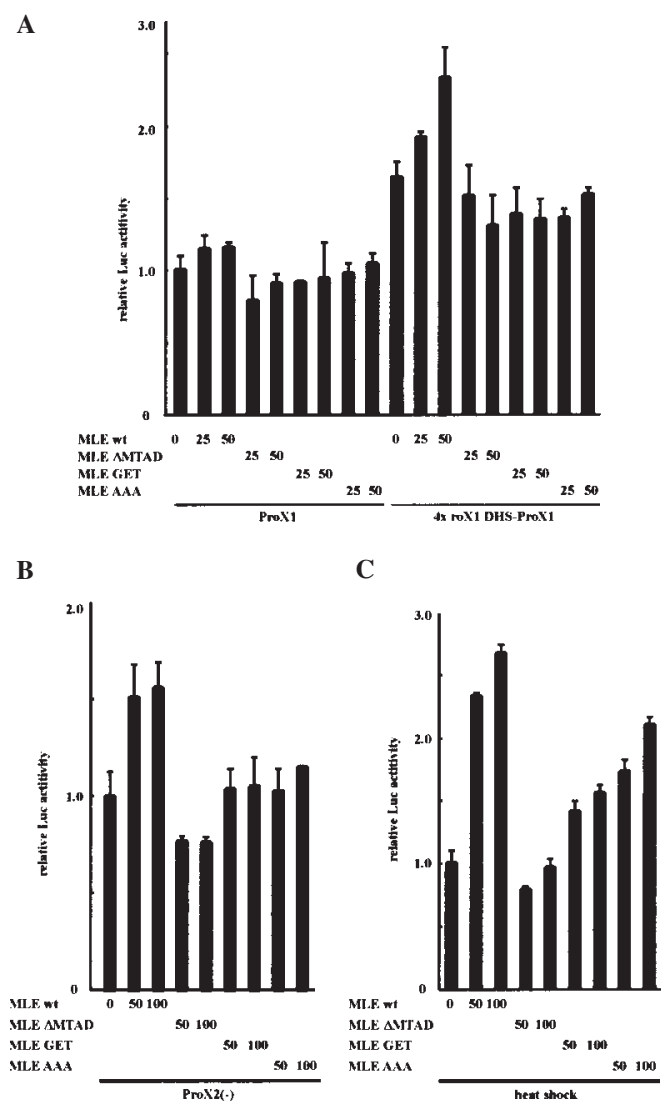 A
3.0
2.0
1.0
0
relative Luc actitivity
MLE wt 0 25 50 0 25 50
MLE ΔMTAD 25 50 25 50
MLE GET 25 50 25 50
MLE AAA 25 50 25 50
ProX1 4x roX1 DHS-ProX1
B
2.0
1.0
0
relative Luc actitivity
MLE wt 0 50 100
MLE ΔMTAD 50 100
MLE GET 50 100
MLE AAA 50 100
ProX2(-)
C
3.0
2.0
1.0
0
relative Luc actitivity
MLE wt 0 50 100
MLE ΔMTAD 50 100
MLE GET 50 100
MLE AAA 50 100
heat shock